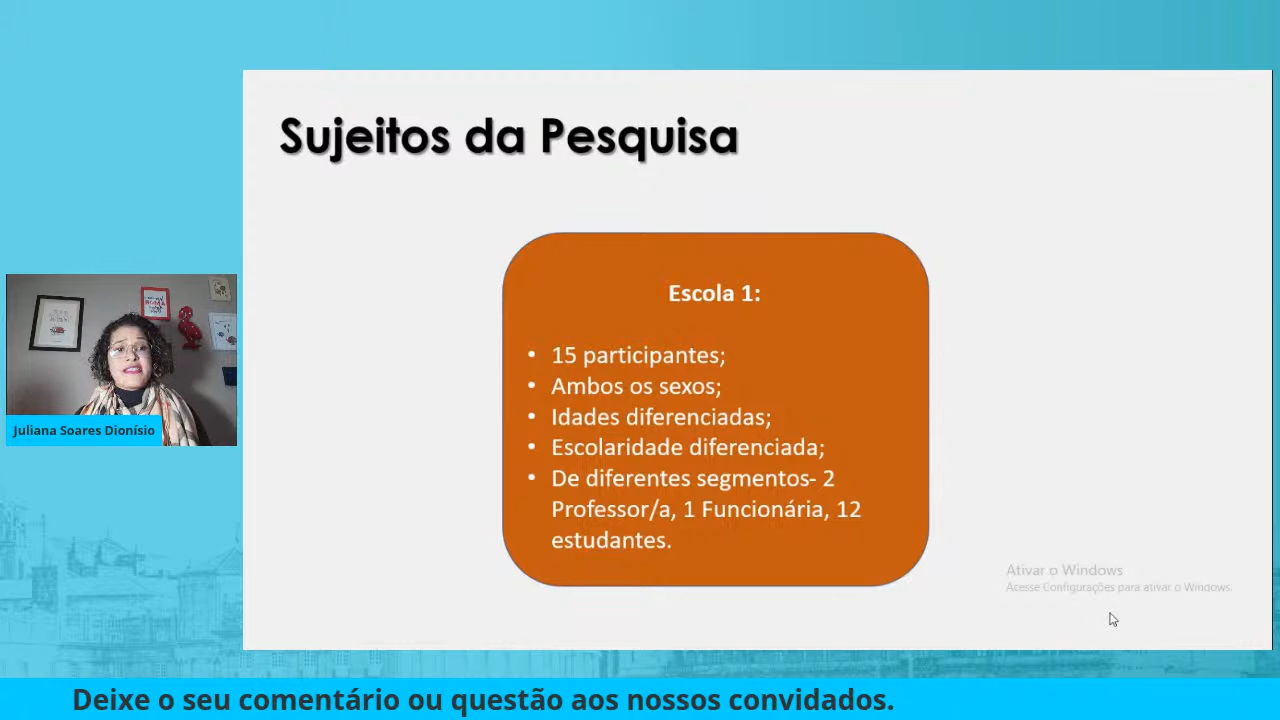 Sujeitos da Pesquisa
Escola 1:
• 15 participantes;
• Ambos os sexos;
• Idades diferenciadas;
• Escolaridade diferenciada;
• De diferentes segmentos- 2
Professor/a, 1 Funcionária, 12
estudantes.
Juliana Soares Dionísio
Ativar o Windows
Acesse Configurações para ativar o Windows.
Deixe o seu comentário ou questão aos nossos convidados.